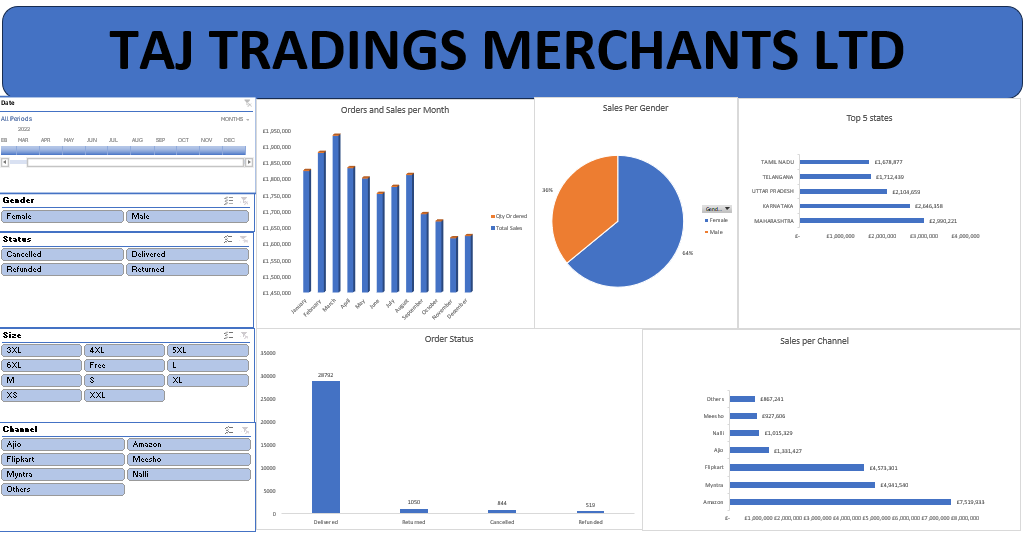 TAJ TRADINGS MERCHANTS LTD
Date
All Periods
MONTHS
2022
EB MAR APR MAY JUN JUL AUG SEP OCT NOV DEC
Gender
Female Male
Status
Cancelled Delivered
Refunded Returned
Size
3XL 4XL 5XL
6XL Free L
M S XL
XS XXL
Channel
Ajio Amazon
Flipkart Meesho
Myntra Nalli
Others
Orders and Sales per Month
£1,950,000
£1,900,000
£1,850,000
£1,800,000
£1,750,000
£1,700,000
£1,650,000
£1,600,000
£1,550,000
£1,500,000
£1,450,000
January February March April May June July August September October November December
Qty Ordered
Total Sales
Sales Per Gender
36%
64%
Gend...
Female
Male
Top 5 states
TAMIL NADU £1,678,877
TELANGANA £1,712,439
UTTAR PRADESH £2,104,659
KARNATAKA £2,646,358
MAHARASHTRA £2,990,221
£- £1,000,000 £2,000,000 £3,000,000 £4,000,000
Order Status
35000
30000
25000
20000
15000
10000
5000
0
28792
1050
844
519
Delivered Returned Cancelled Refunded
Sales per Channel
Others £867,241
Meesho £927,606
Nalli £1,015,329
Ajio £1,331,427
Flipkart £4,573,301
Myntra £4,941,540
Amazon £7,519,933
£- £1,000,000 £2,000,000 £3,000,000 £4,000,000 £5,000,000 £6,000,000 £7,000,000 £8,000,000